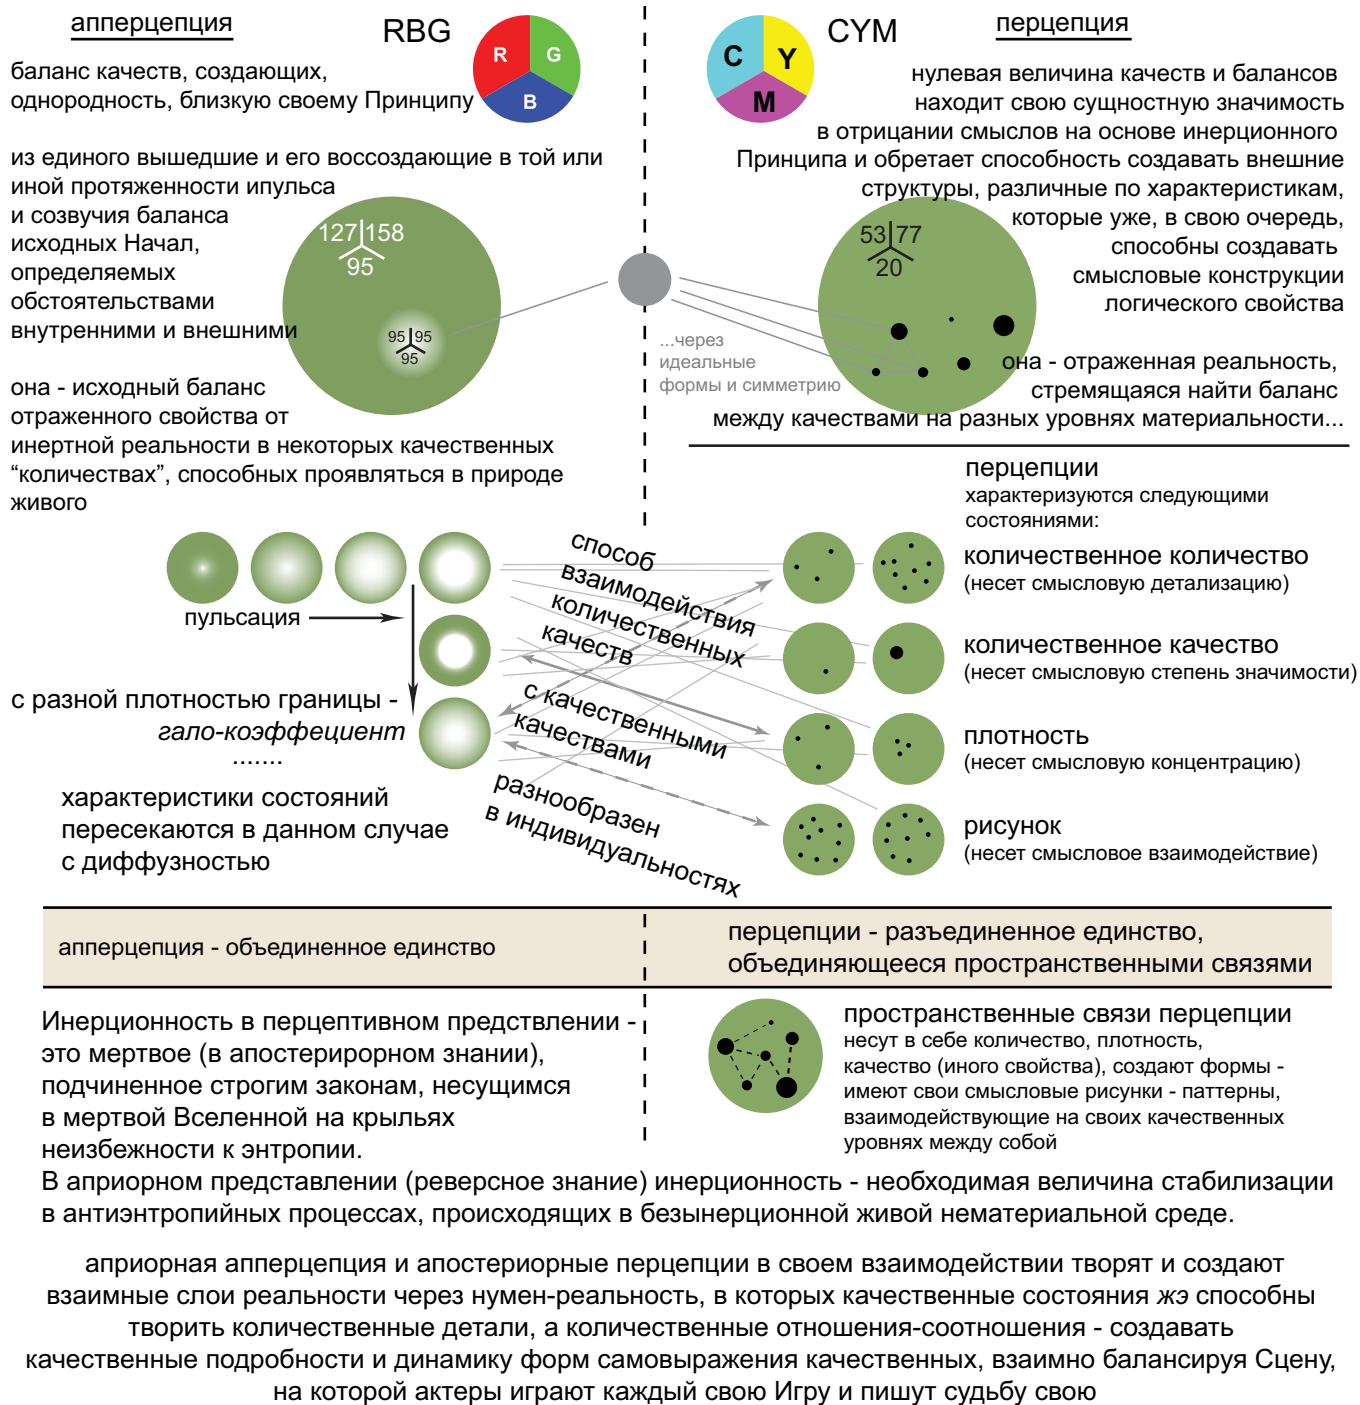 апперцепция
RBG
R
G
B
баланс качеств, создающих,
однородность, близкую своему Принципу
из единого вышедшие и его воссоздающие в той или
иной протяженности ипульса
и созвучия баланса
исходных Начал,
определяемых
обстоятельствами
внутренними и внешними
127 158
95
95 95
95
она - исходный баланс
отраженного свойства от
инертной реальности в некоторых качественных
“количествах”, способных проявляться в природе
живого
CYM
C
Y
M
перцепция
нулевая величина качеств и балансов
находит свою сущностную значимость
в отрицании смыслов на основе инерционного
Принципа и обретает способность создавать внешние
структуры, различные по характеристикам,
которые уже, в свою очередь,
способны создавать
смысловые конструкции
логического свойства
53 77
20
...через
идеальные
формы и симметрию
она - отраженная реальность,
стремящаяся найти баланс
между качествами на разных уровнях материальности...
перцепции
характеризуются следующими
состояниями:
количественное количество
(несет смысловую детализацию)
количественное качество
(несет смысловую степень значимости)
плотность
(несет смысловую концентрацию)
рисунок
(несет смысловое взаимодействие)
способ
взаимодействия
количественных
качеств
с качественными
качествами
разнообразен
в индивидуальностях
пульсация
с разной плотностью границы -
гало-коэффециент
.......
характеристики состояний
пересекаются в данном случае
с диффузностью
апперцепция - объединенное единство
перцепции - разъединенное единство,
объединяющееся пространственными связями
Инерционность в перцептивном предствлении -
это мертвое (в апостерирорном знании),
подчиненное строгим законам, несущимся
в мертвой Вселенной на крыльях
неизбежности к энтропии.
пространственные связи перцепции
несут в себе количество, плотность,
качество (иного свойства), создают формы -
имеют свои смысловые рисунки - паттерны,
взаимодействующие на своих качественных
уровнях между собой
В априорном представлении (реверсное знание) инерционность - необходимая величина стабилизации
в антиэнтропийных процессах, происходящих в безынерционной живой нематериальной среде.
априорная апперцепция и апостериорные перцепции в своем взаимодействии творят и создают
взаимные слои реальности через нумен-реальность, в которых качественные состояния жэ способны
творить количественные детали, а количественные отношения-соотношения - создавать
качественные подробности и динамику форм самовыражения качественных, взаимно балансируя Сцену,
на которой актеры играют каждый свою Игру и пишут судьбу свою